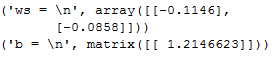 ('ws = \n', array([[-0.1146],
[-0.0858]]))
('b = \n', matrix([[ 1.2146623]]))